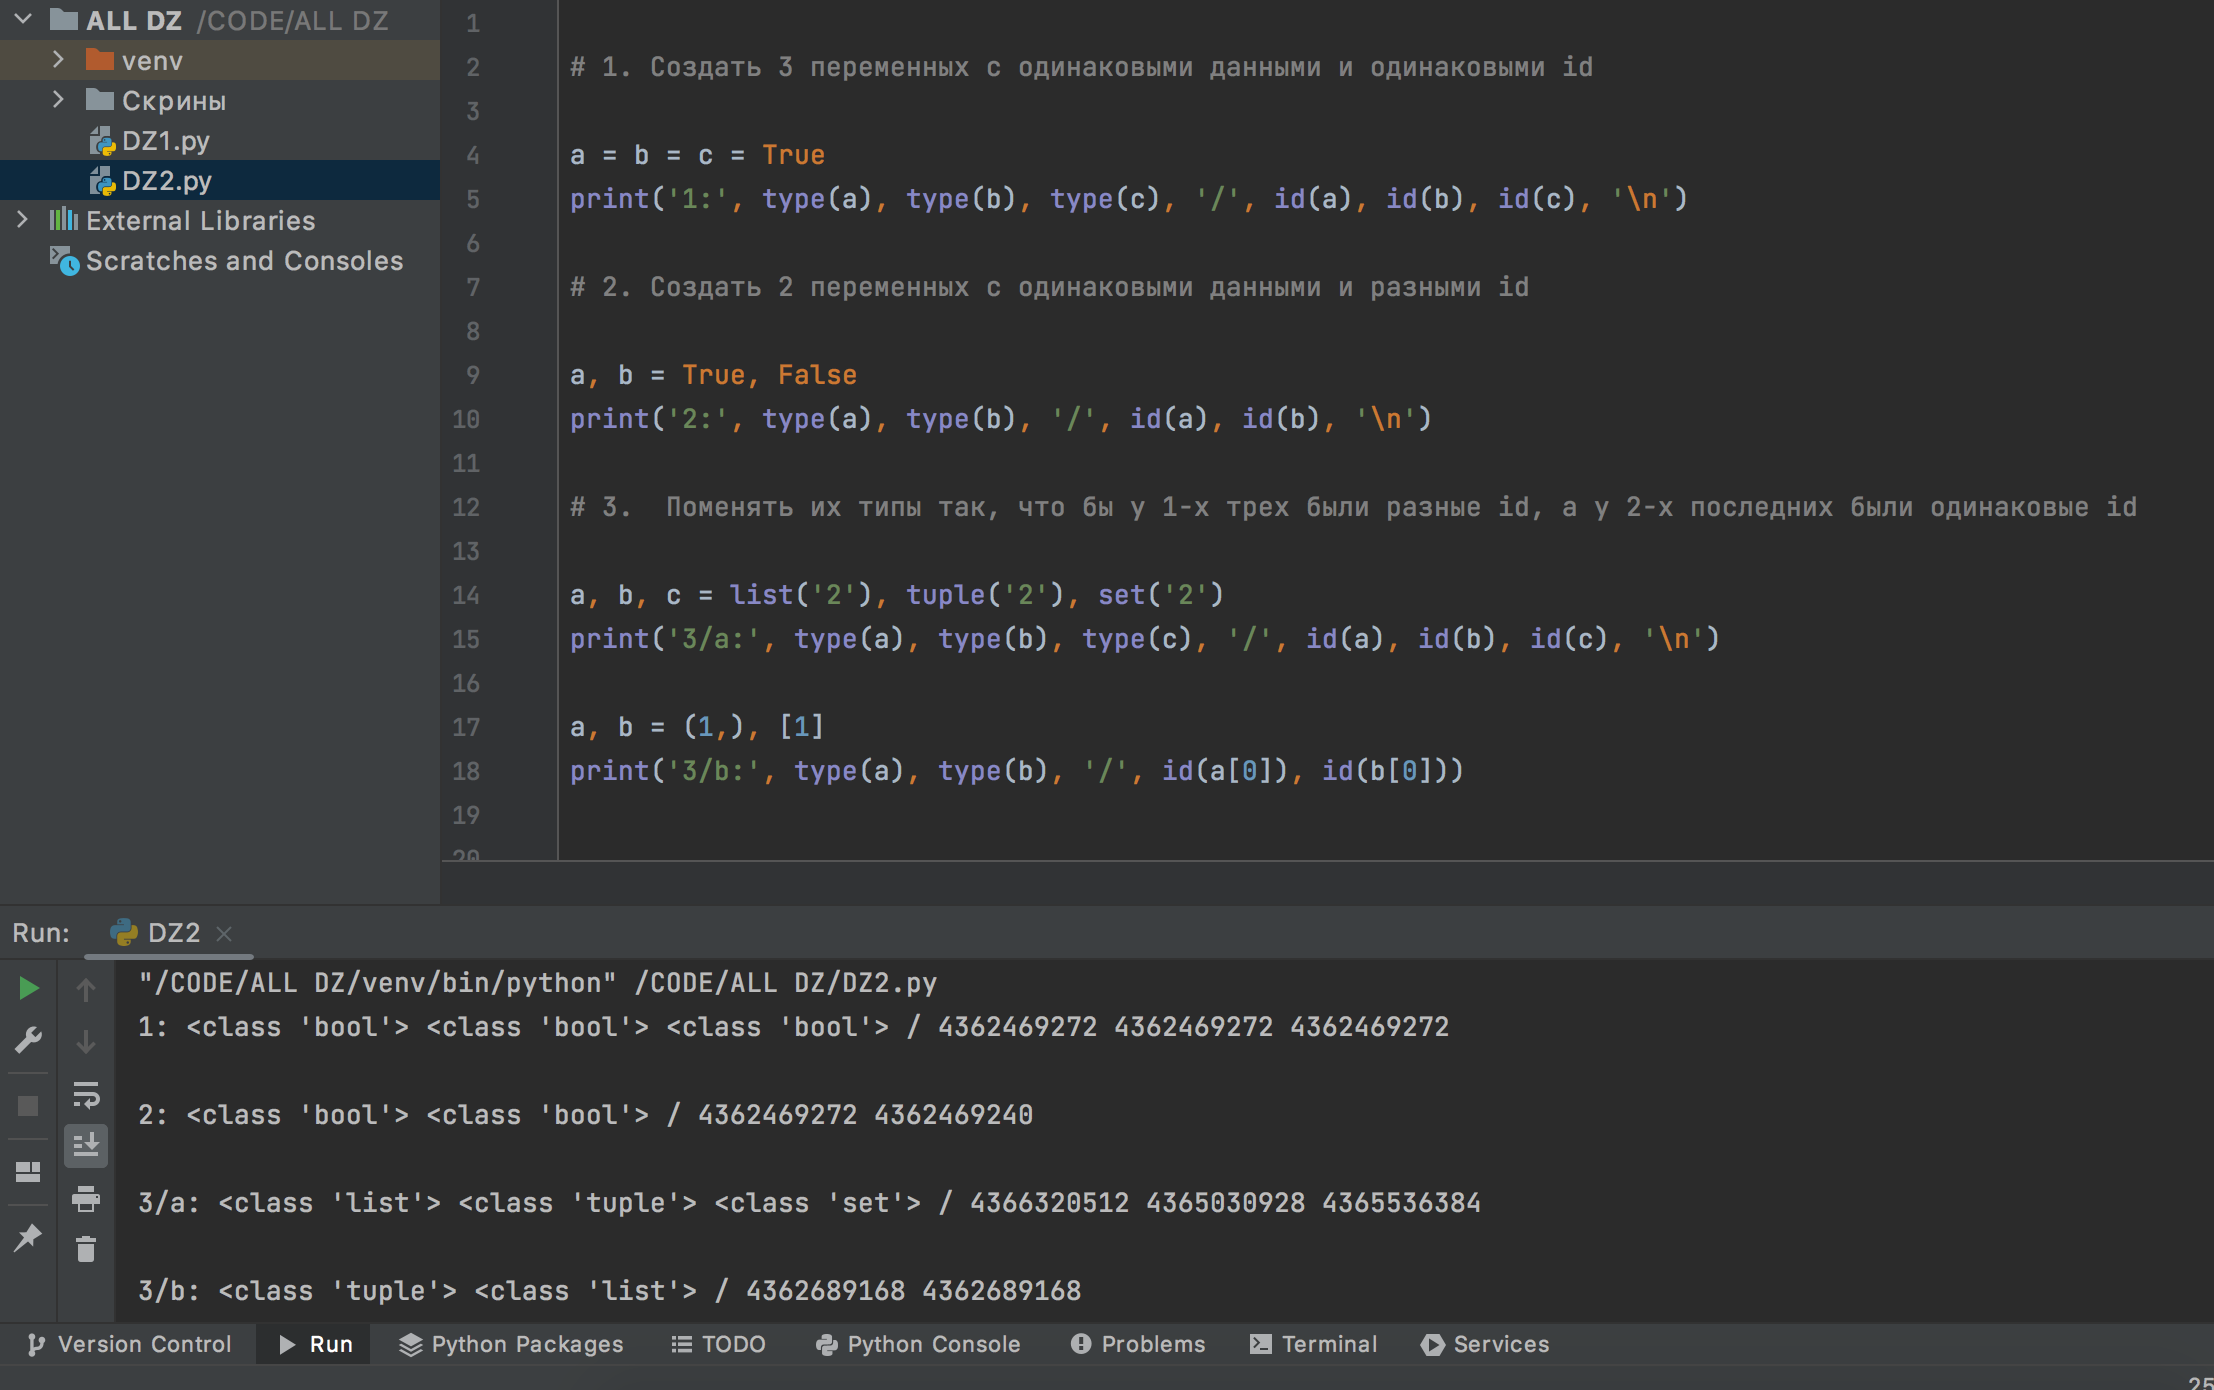 ALL DZ /CODE/ALL DZ
venv
Скрины
DZ1.py
DZ2.py
External Libraries
Scratches and Consoles
1
2 # 1. Создать 3 переменных с одинаковыми данными и одинаковыми id
3
4 a = b = c = True
5 print('1:', type(a), type(b), type(c), '/', id(a), id(b), id(c), '\n')
6
7 # 2. Создать 2 переменных с одинаковыми данными и разными id
8
9 a, b = True, False
10 print('2:', type(a), type(b), '/', id(a), id(b), '\n')
11
12 # 3.  Поменять их типы так, что бы у 1-х трех были разные id, а у 2-х последних были одинаковые id
13
14 a, b, c = list('2'), tuple('2'), set('2')
15 print('3/a:', type(a), type(b), type(c), '/', id(a), id(b), id(c), '\n')
16
17 a, b = (1,), [1]
18 print('3/b:', type(a), type(b), '/', id(a[0]), id(b[0]))
19
20
Run: DZ2
"/CODE/ALL DZ/venv/bin/python" /CODE/ALL DZ/DZ2.py
1: <class 'bool'> <class 'bool'> <class 'bool'> / 4362469272 4362469272 4362469272
2: <class 'bool'> <class 'bool'> / 4362469272 4362469240
3/a: <class 'list'> <class 'tuple'> <class 'set'> / 4366320512 4365030928 4365536384
3/b: <class 'tuple'> <class 'list'> / 4362689168 4362689168
Version Control Run Python Packages TODO Python Console Problems Terminal Services